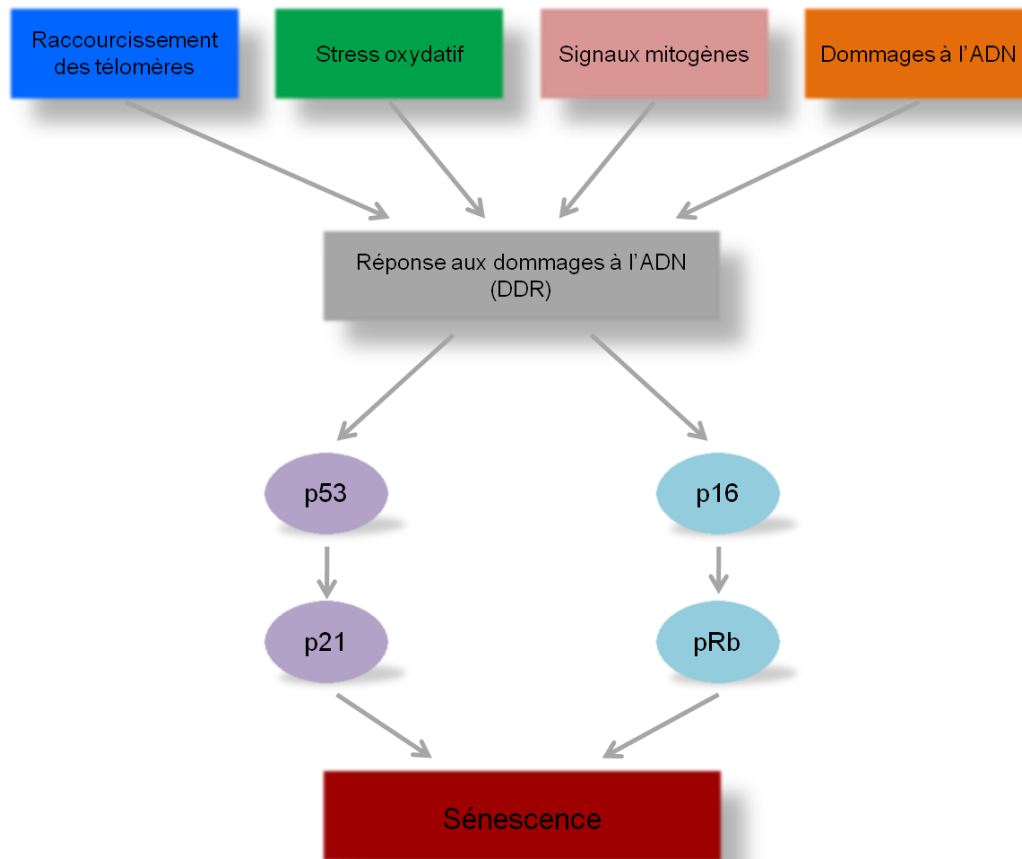 Raccourcissement
des télomères
Stress oxydatif
Signaux mitogènes
Dommages à l'ADN
Réponse aux dommages à l'ADN
(DDR)
p53
p16
p21
pRb
Sénescence